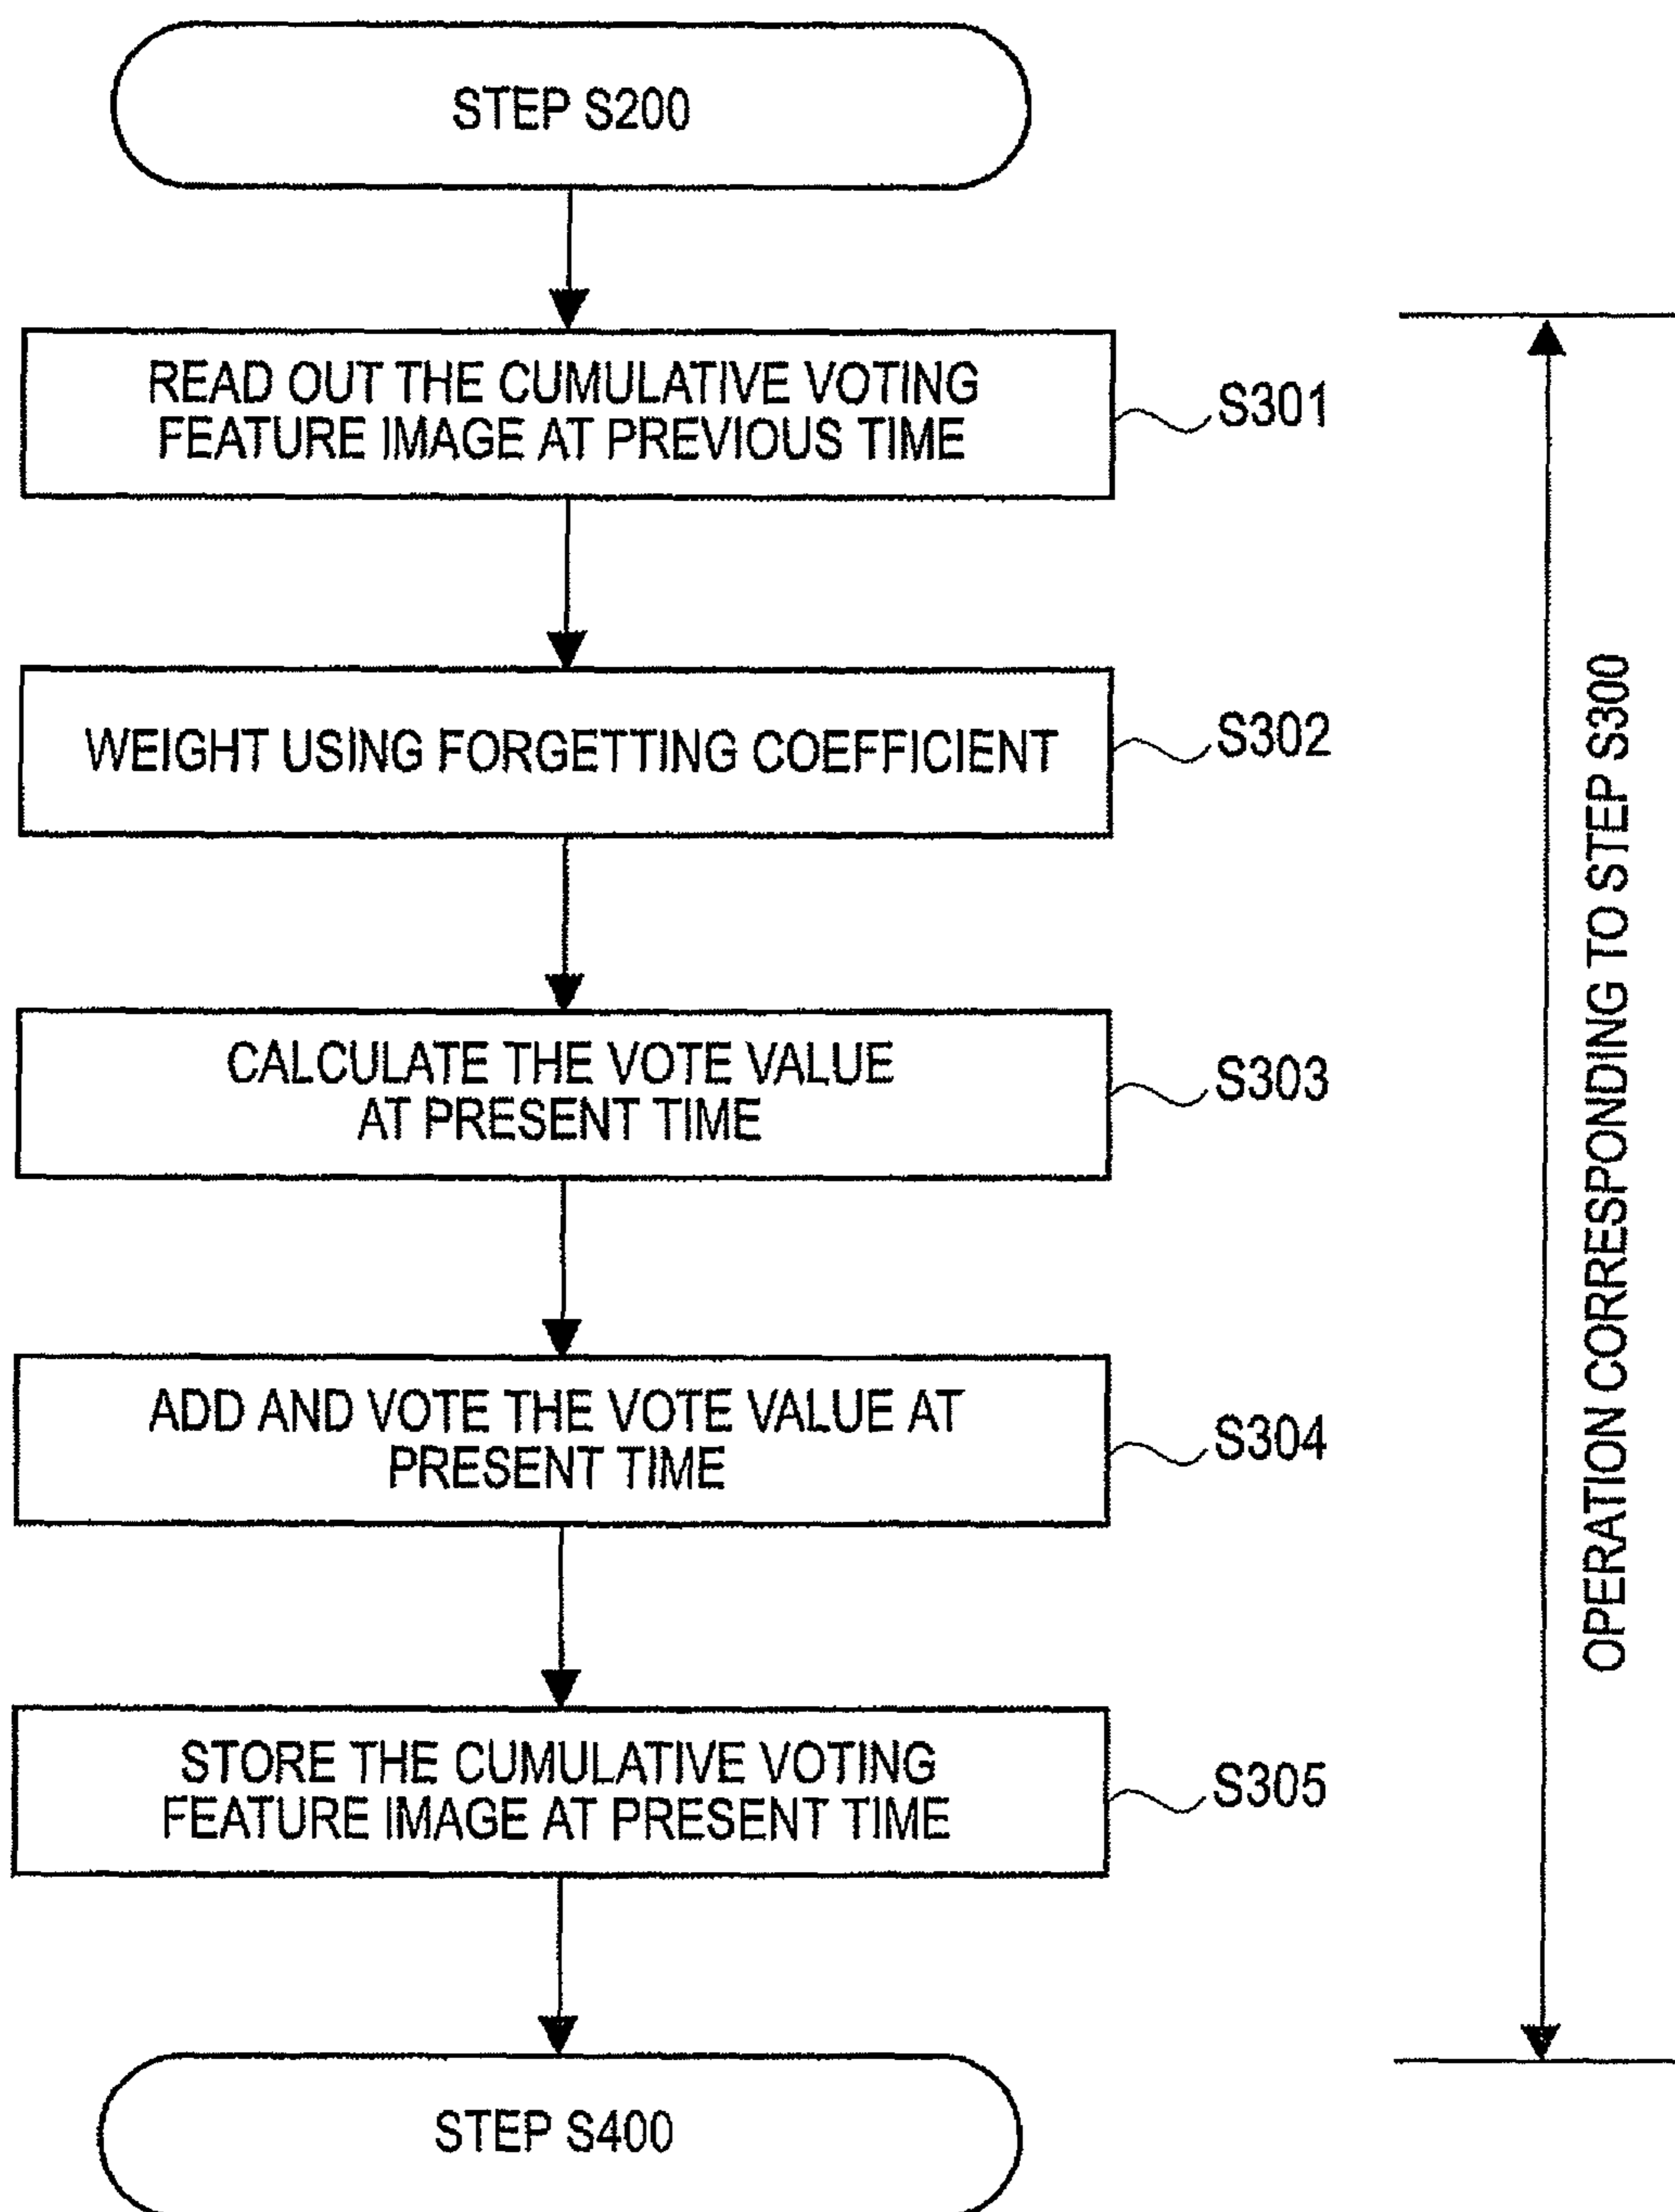 STEP S200
READ OUT THE CUMULATIVE VOTING
FEATURE IMAGE AT PREVIOUS TIME
S301
WEIGHT USING FORGETTING COEFFICIENT
S302
CALCULATE THE VOTE VALUE
AT PRESENT TIME
S303
ADD AND VOTE THE VOTE VALUE AT
PRESENT TIME
S304
STORE THE CUMULATIVE VOTING
FEATURE IMAGE AT PRESENT TIME
S305
STEP S400
OPERATION CORRESPONDING TO STEP S300